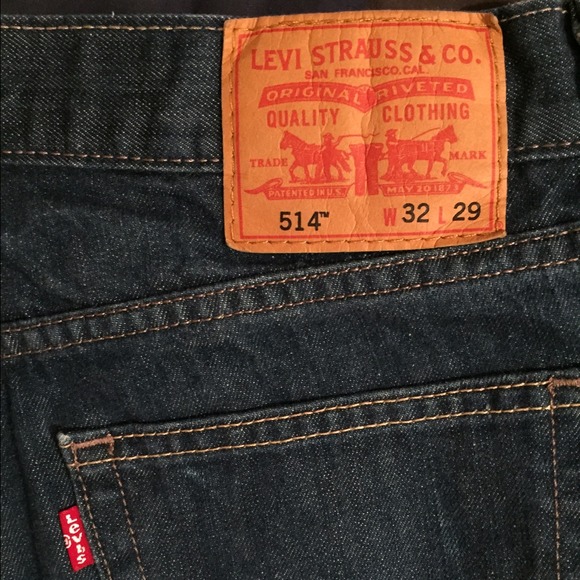 LEVI STRAUSS & CO.
SAN FRANCISCO, CAL.
ORIGINAL RIVETED
QUALITY CLOTHING
TRADE MARK
PATENTED IN U.S. MAY 20 1873
514™ W 32 L 29
Levi's
®